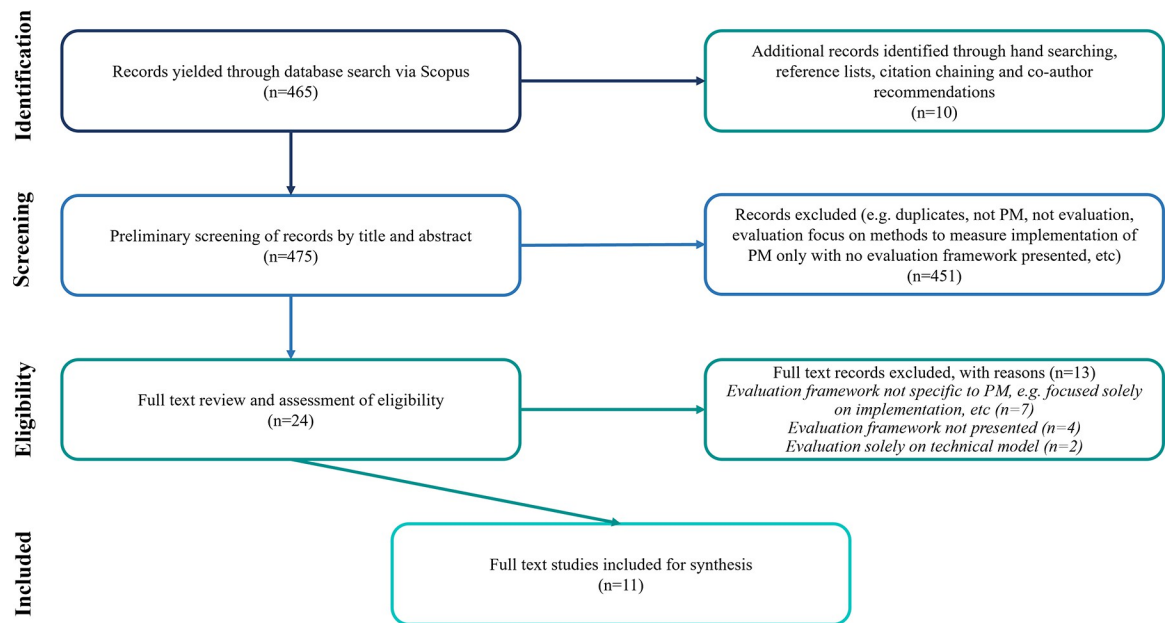 Identification
Records yielded through database search via Scopus
(n=465)
Additional records identified through hand searching,
reference lists, citation chaining and co-author
recommendations
(n=10)
Screening
Preliminary screening of records by title and abstract
(n=475)
Records excluded (e.g. duplicates, not PM, not evaluation,
evaluation focus on methods to measure implementation of
PM only with no evaluation framework presented, etc)
(n=451)
Eligibility
Full text review and assessment of eligibility
(n=24)
Full text records excluded, with reasons (n=13)
Evaluation framework not specific to PM, e.g. focused solely
on implementation, etc (n=7)
Evaluation framework not presented (n=4)
Evaluation solely on technical model (n=2)
Included
Full text studies included for synthesis
(n=11)